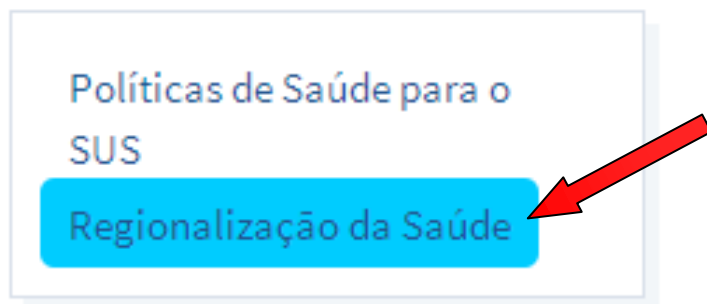 Políticas de Saúde para o
SUS
Regionalização da Saúde